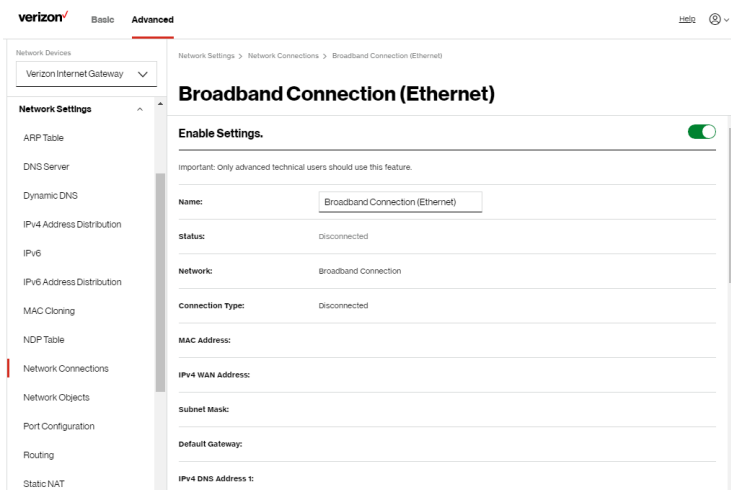 verizon
Basic
Advanced
Help
Network Devices
Verizon Internet Gateway
Network Settings
ARP Table
DNS Server
Dynamic DNS
IPv4 Address Distribution
IPv6
IPv6 Address Distribution
MAC Cloning
NDP Table
Network Connections
Network Objects
Port Configuration
Routing
Static NAT
Network Settings > Network Connections > Broadband Connection (Ethernet)
Broadband Connection (Ethernet)
Enable Settings.
Important: Only advanced technical users should use this feature.
Name: Broadband Connection (Ethernet)
Status: Disconnected
Network: Broadband Connection
Connection Type: Disconnected
MAC Address:
IPv4 WAN Address:
Subnet Mask:
Default Gateway:
IPv4 DNS Address 1: